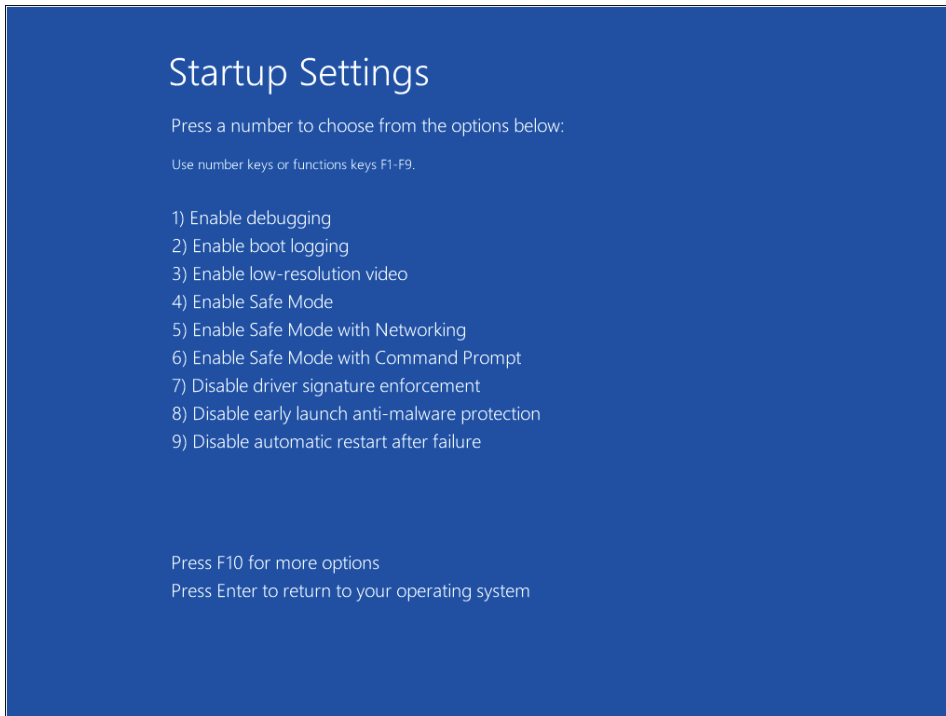 Startup Settings
Press a number to choose from the options below:
Use number keys or functions keys F1-F9.
1) Enable debugging
2) Enable boot logging
3) Enable low-resolution video
4) Enable Safe Mode
5) Enable Safe Mode with Networking
6) Enable Safe Mode with Command Prompt
7) Disable driver signature enforcement
8) Disable early launch anti-malware protection
9) Disable automatic restart after failure
Press F10 for more options
Press Enter to return to your operating system